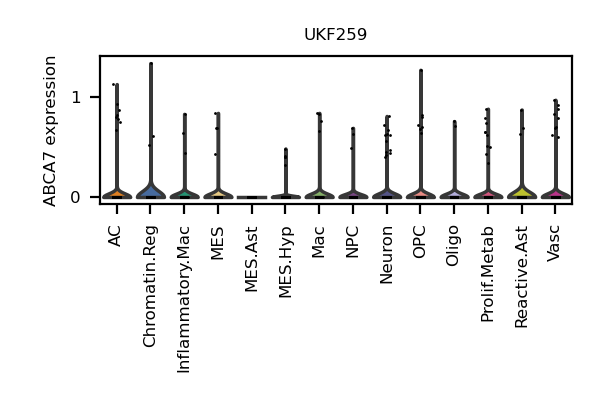 UKF259
ABCA7 expression
1
0
AC
Chromatin.Reg
Inflammatory.Mac
MES
MES.Ast
MES.Hyp
Mac
NPC
Neuron
OPC
Oligo
Prolif.Metab
Reactive.Ast
Vasc